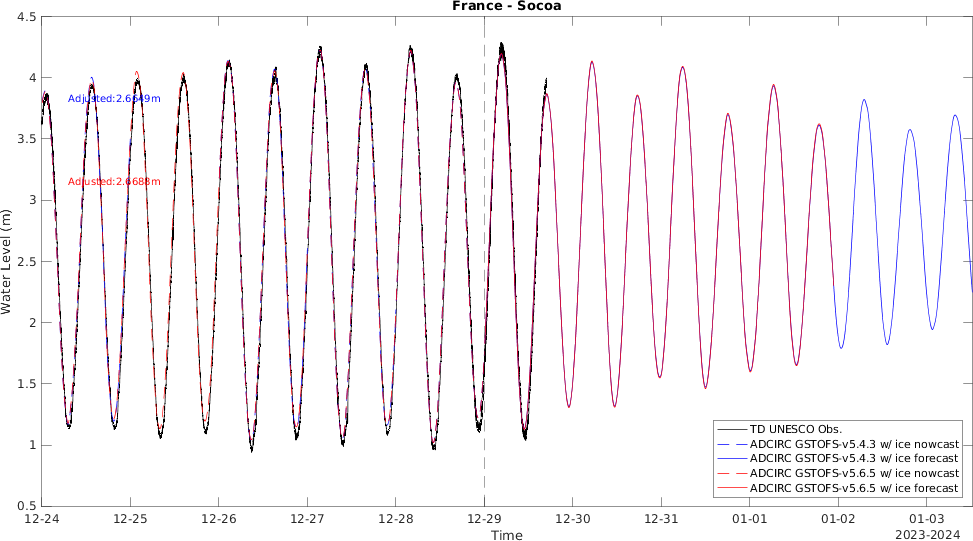 France - Socoa
4.5
4
3.5
3
2.5
2
1.5
1
0.5
Water Level (m)
Adjusted:2.6649m
Adjusted:2.6688m
TD UNESCO Obs.
ADCIRC GSTOFS-v5.4.3 w/ ice nowcast
ADCIRC GSTOFS-v5.4.3 w/ ice forecast
ADCIRC GSTOFS-v5.6.5 w/ ice nowcast
ADCIRC GSTOFS-v5.6.5 w/ ice forecast
12-24 12-25 12-26 12-27 12-28 12-29 12-30 12-31 01-01 01-02 01-03
Time
2023-2024